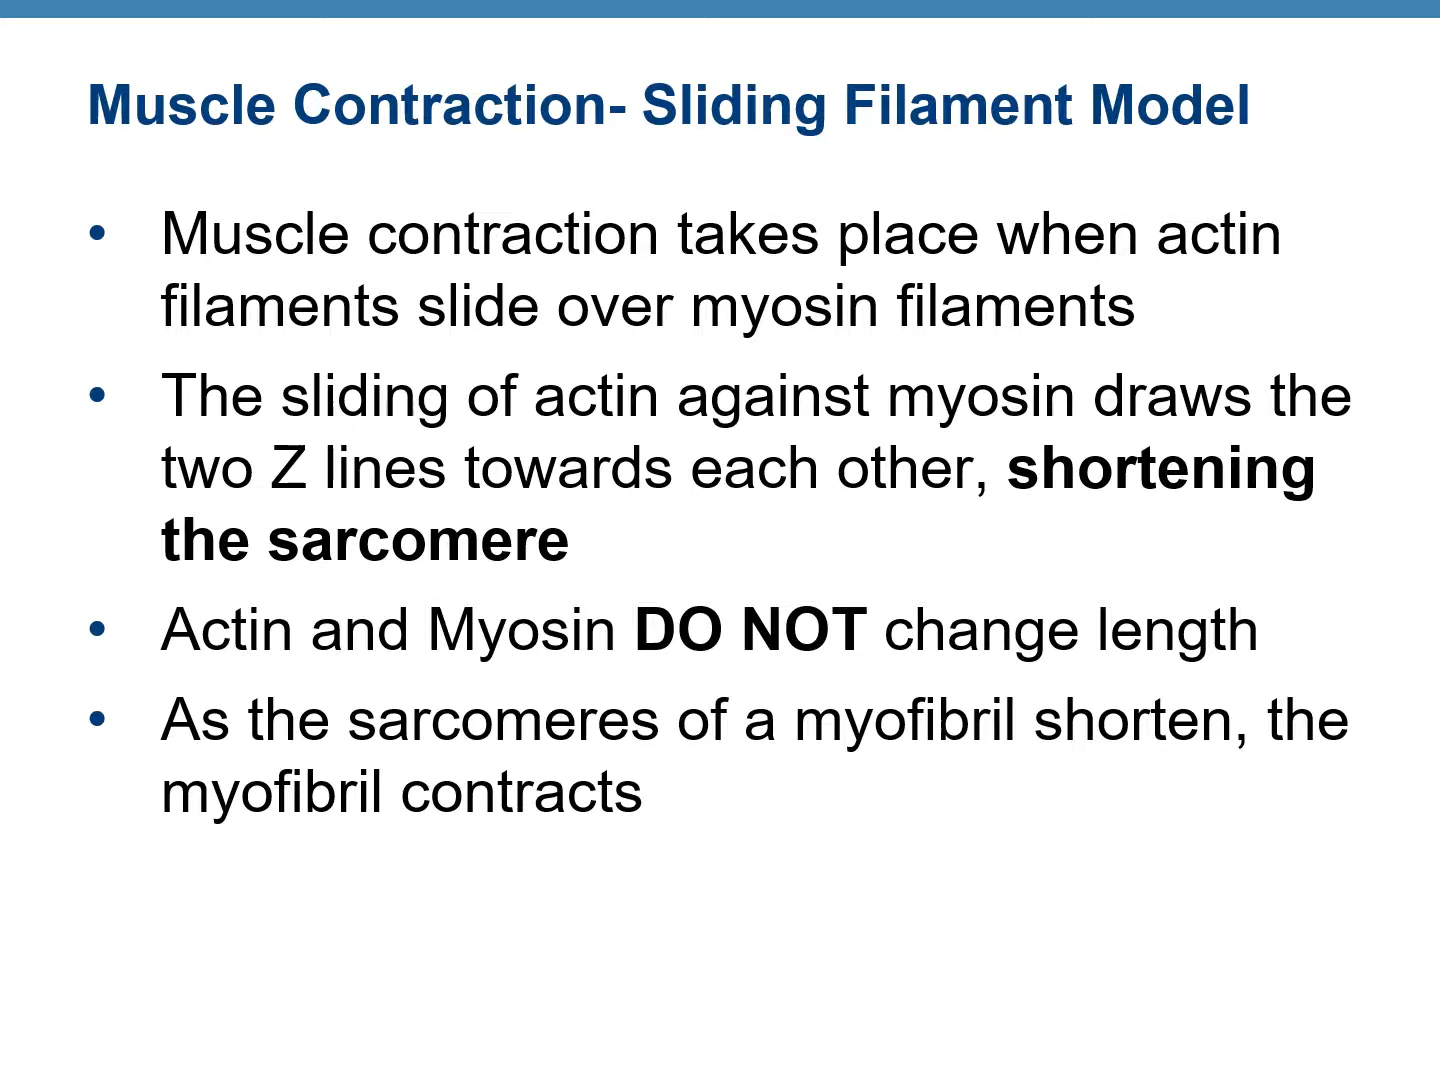 Muscle Contraction- Sliding Filament Model
• Muscle contraction takes place when actin
filaments slide over myosin filaments
• The sliding of actin against myosin draws the
two Z lines towards each other, shortening
the sarcomere
• Actin and Myosin DO NOT change length
• As the sarcomeres of a myofibril shorten, the
myofibril contracts